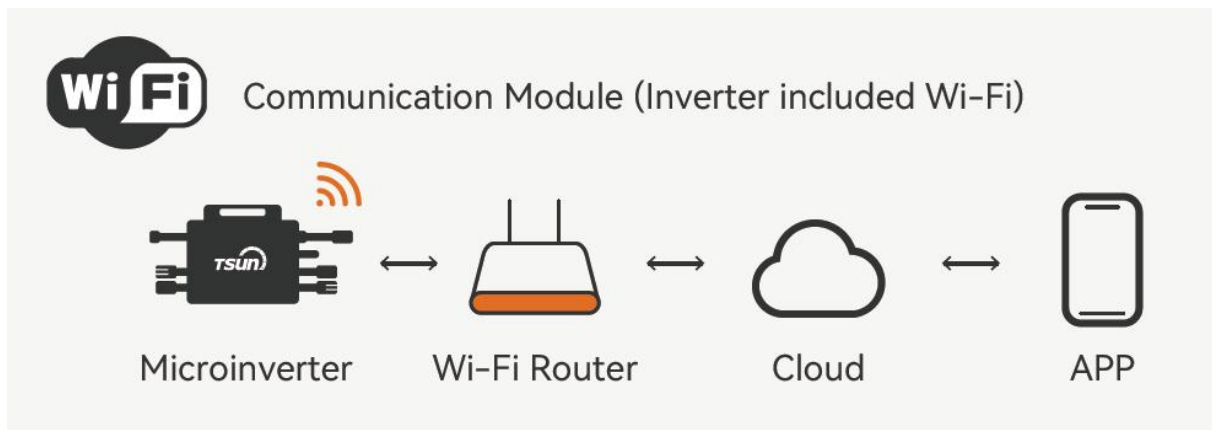 Wi Fi
Communication Module (Inverter included Wi-Fi)
TSUN
Microinverter
Wi-Fi Router
Cloud
APP